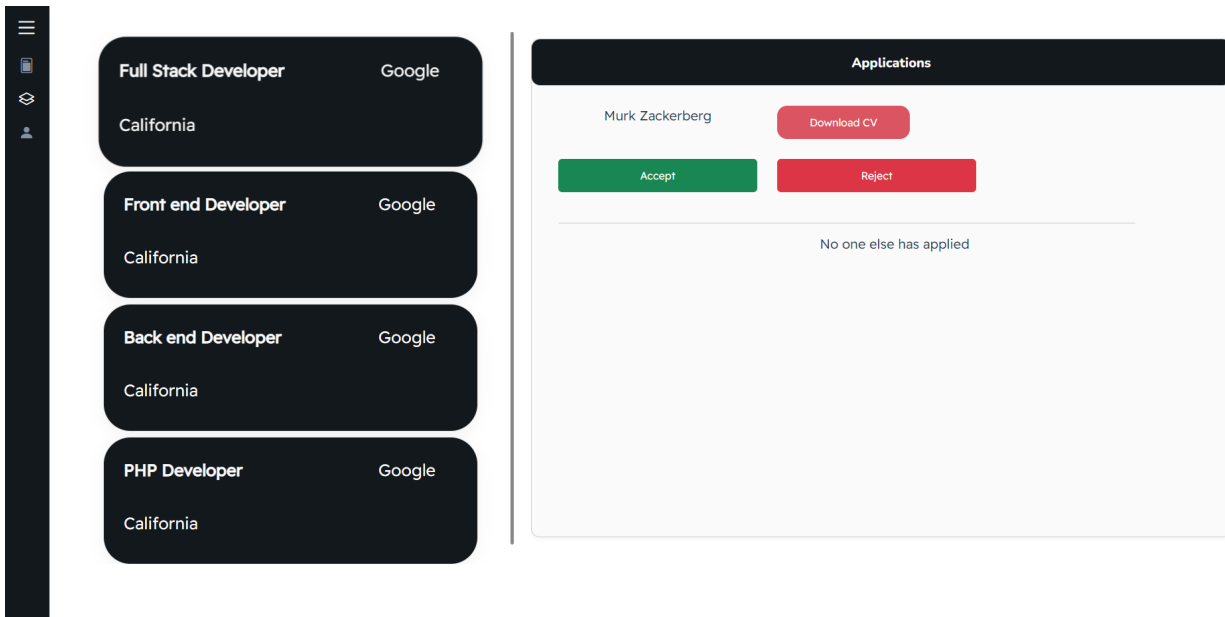 Full Stack Developer Google
California
Front end Developer Google
California
Back end Developer Google
California
PHP Developer Google
California
Applications
Murk Zackerberg Download CV
Accept Reject
No one else has applied